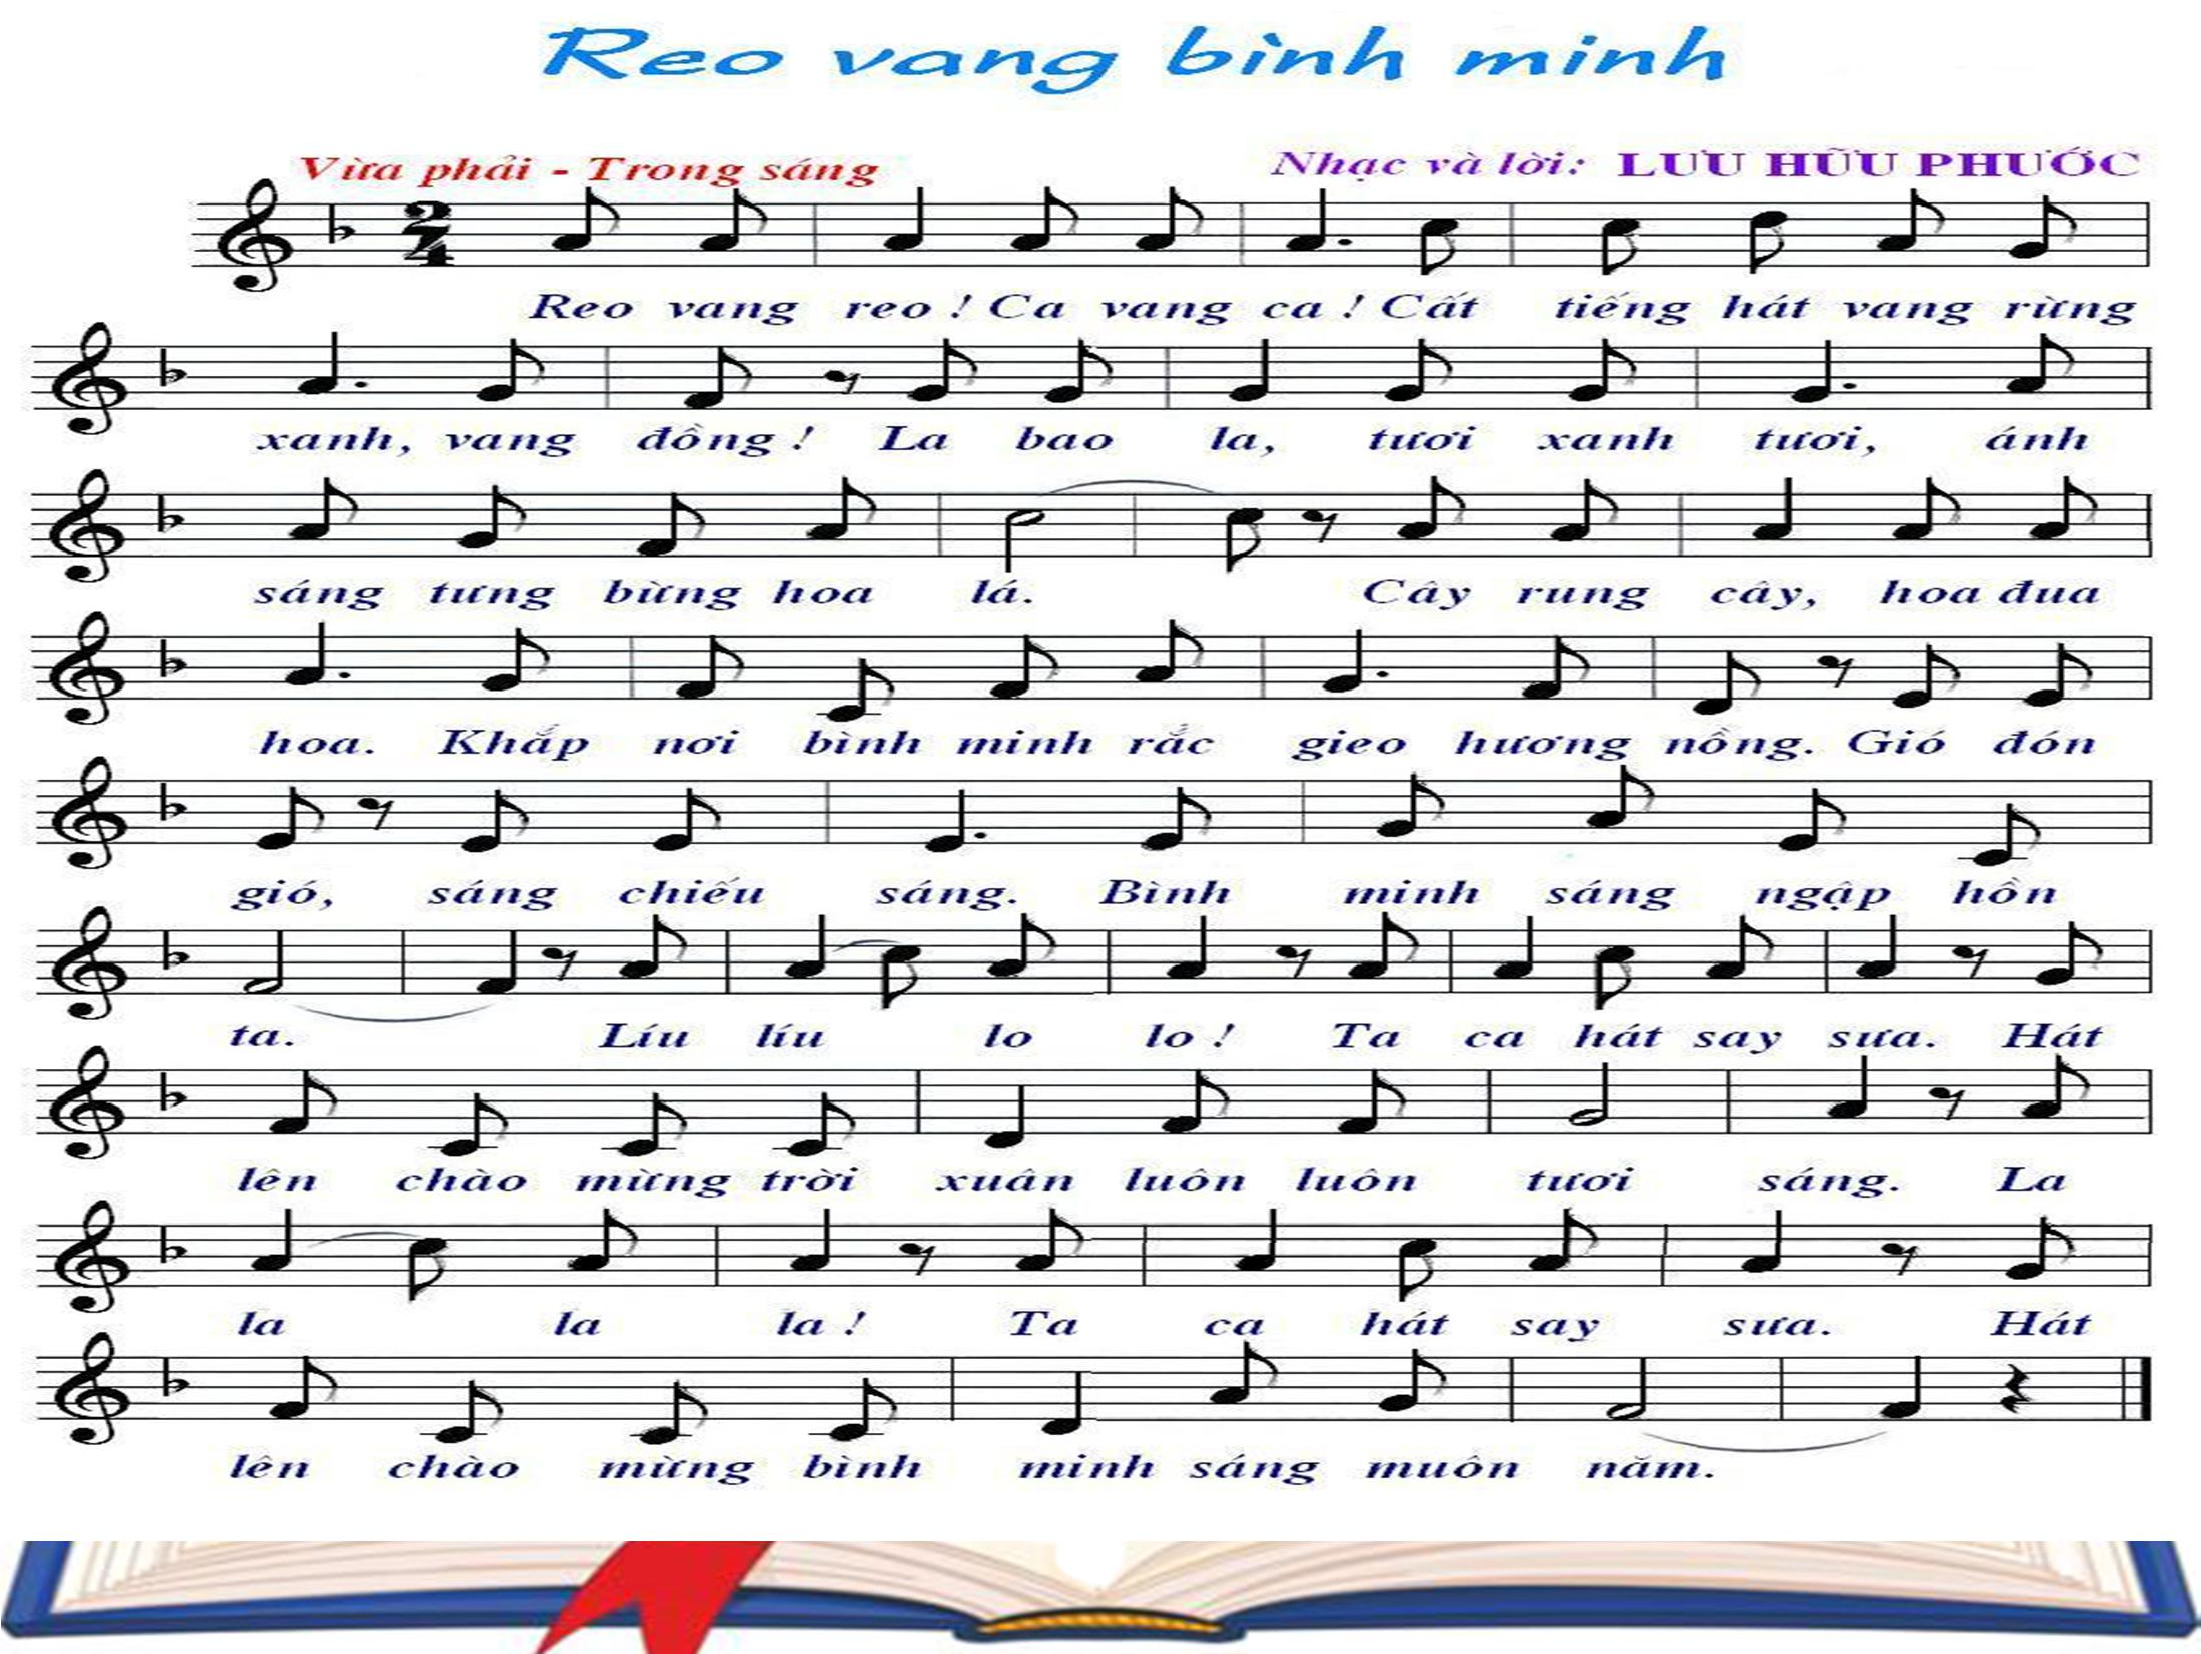 Reo vang bình minh
Vừa phải - Trong sáng
Nhạc và lời: LƯU HỮU PHƯỚC
2/4
Reo vang reo ! Ca vang ca ! Cất tiếng hát vang rừng
xanh, vang đồng ! La bao la, tươi xanh tươi, ánh
sáng tưng bừng hoa lá. Cây rung cây, hoa đua
hoa. Khắp nơi bình minh rắc gieo hương nồng. Gió đón
gió, sáng chiếu sáng. Bình minh sáng ngập hồn
ta. Líu líu lo lo ! Ta ca hát say sưa. Hát
lên chào mừng trời xuân luôn luôn tươi sáng. La
la la la ! Ta ca hát say sưa. Hát
lên chào mừng bình minh sáng muôn năm.